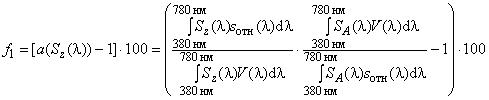 f₁ = [a(S_z(λ)) − 1] · 100 = ( ∫_{380 нм}^{780 нм} S_z(λ)s_отн(λ)dλ / ∫_{380 нм}^{780 нм} S_z(λ)V(λ)dλ · ∫_{380 нм}^{780 нм} S_A(λ)V(λ)dλ / ∫_{380 нм}^{780 нм} S_A(λ)s_отн(λ)dλ − 1 ) · 100